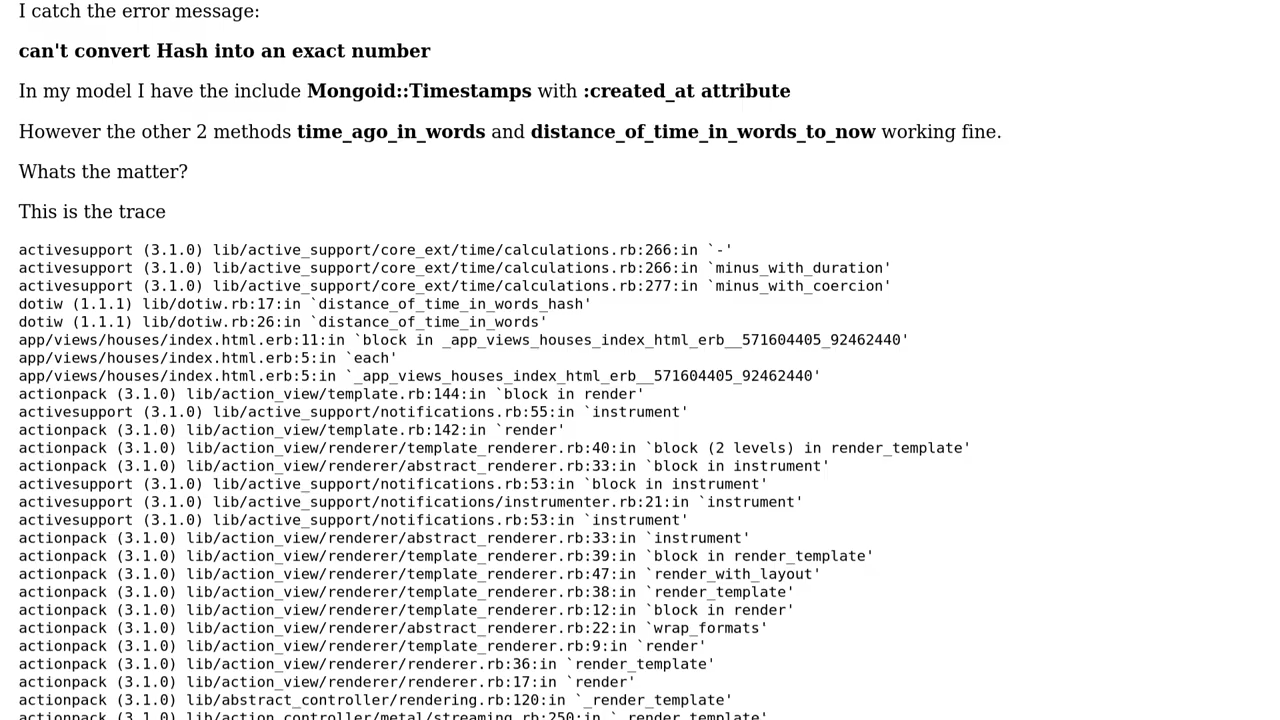 I catch the error message:
can't convert Hash into an exact number
In my model I have the include Mongoid::Timestamps with :created_at attribute
However the other 2 methods time_ago_in_words and distance_of_time_in_words_to_now working fine.
Whats the matter?
This is the trace
activesupport (3.1.0) lib/active_support/core_ext/time/calculations.rb:266:in `-'
activesupport (3.1.0) lib/active_support/core_ext/time/calculations.rb:266:in `minus_with_duration'
activesupport (3.1.0) lib/active_support/core_ext/time/calculations.rb:277:in `minus_with_coercion'
dotiw (1.1.1) lib/dotiw.rb:17:in `distance_of_time_in_words_hash'
dotiw (1.1.1) lib/dotiw.rb:26:in `distance_of_time_in_words'
app/views/houses/index.html.erb:11:in `block in _app_views_houses_index_html_erb__571604405_92462440'
app/views/houses/index.html.erb:5:in `each'
app/views/houses/index.html.erb:5:in `_app_views_houses_index_html_erb__571604405_92462440'
actionpack (3.1.0) lib/action_view/template.rb:144:in `block in render'
activesupport (3.1.0) lib/active_support/notifications.rb:55:in `instrument'
actionpack (3.1.0) lib/action_view/template.rb:142:in `render'
actionpack (3.1.0) lib/action_view/renderer/template_renderer.rb:40:in `block (2 levels) in render_template'
actionpack (3.1.0) lib/action_view/renderer/abstract_renderer.rb:33:in `block in instrument'
activesupport (3.1.0) lib/active_support/notifications.rb:53:in `block in instrument'
activesupport (3.1.0) lib/active_support/notifications/instrumenter.rb:21:in `instrument'
activesupport (3.1.0) lib/active_support/notifications.rb:53:in `instrument'
actionpack (3.1.0) lib/action_view/renderer/abstract_renderer.rb:33:in `instrument'
actionpack (3.1.0) lib/action_view/renderer/template_renderer.rb:39:in `block in render_template'
actionpack (3.1.0) lib/action_view/renderer/template_renderer.rb:47:in `render_with_layout'
actionpack (3.1.0) lib/action_view/renderer/template_renderer.rb:38:in `render_template'
actionpack (3.1.0) lib/action_view/renderer/template_renderer.rb:12:in `block in render'
actionpack (3.1.0) lib/action_view/renderer/abstract_renderer.rb:22:in `wrap_formats'
actionpack (3.1.0) lib/action_view/renderer/template_renderer.rb:9:in `render'
actionpack (3.1.0) lib/action_view/renderer/renderer.rb:36:in `render_template'
actionpack (3.1.0) lib/action_view/renderer/renderer.rb:17:in `render'
actionpack (3.1.0) lib/abstract_controller/rendering.rb:120:in `_render_template'
actionpack (3.1.0) lib/action_controller/metal/streaming.rb:250:in `_render_template'